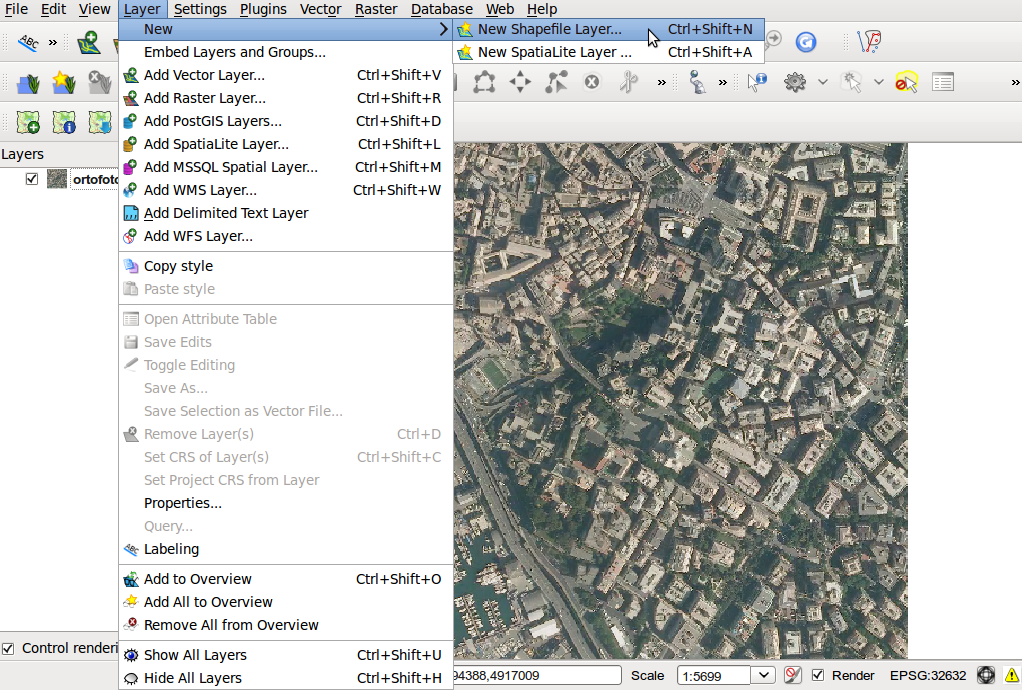 File Edit View Layer Settings Plugins Vector Raster Database Web Help
New
New Shapefile Layer... Ctrl+Shift+N
Embed Layers and Groups...
New SpatiaLite Layer ... Ctrl+Shift+A
Add Vector Layer... Ctrl+Shift+V
Add Raster Layer... Ctrl+Shift+R
Add PostGIS Layers... Ctrl+Shift+D
Add SpatiaLite Layer... Ctrl+Shift+L
Add MSSQL Spatial Layer... Ctrl+Shift+M
Add WMS Layer... Ctrl+Shift+W
Add Delimited Text Layer
Add WFS Layer...
Copy style
Paste style
Open Attribute Table
Save Edits
Toggle Editing
Save As...
Save Selection as Vector File...
Remove Layer(s) Ctrl+D
Set CRS of Layer(s) Ctrl+Shift+C
Set Project CRS from Layer
Properties...
Query...
Labeling
Add to Overview Ctrl+Shift+O
Add All to Overview
Remove All from Overview
Show All Layers Ctrl+Shift+U
Hide All Layers Ctrl+Shift+H
ABC
Layers
ortofoto
Control renderi
94388,4917009 Scale 1:5699 Render EPSG:32632